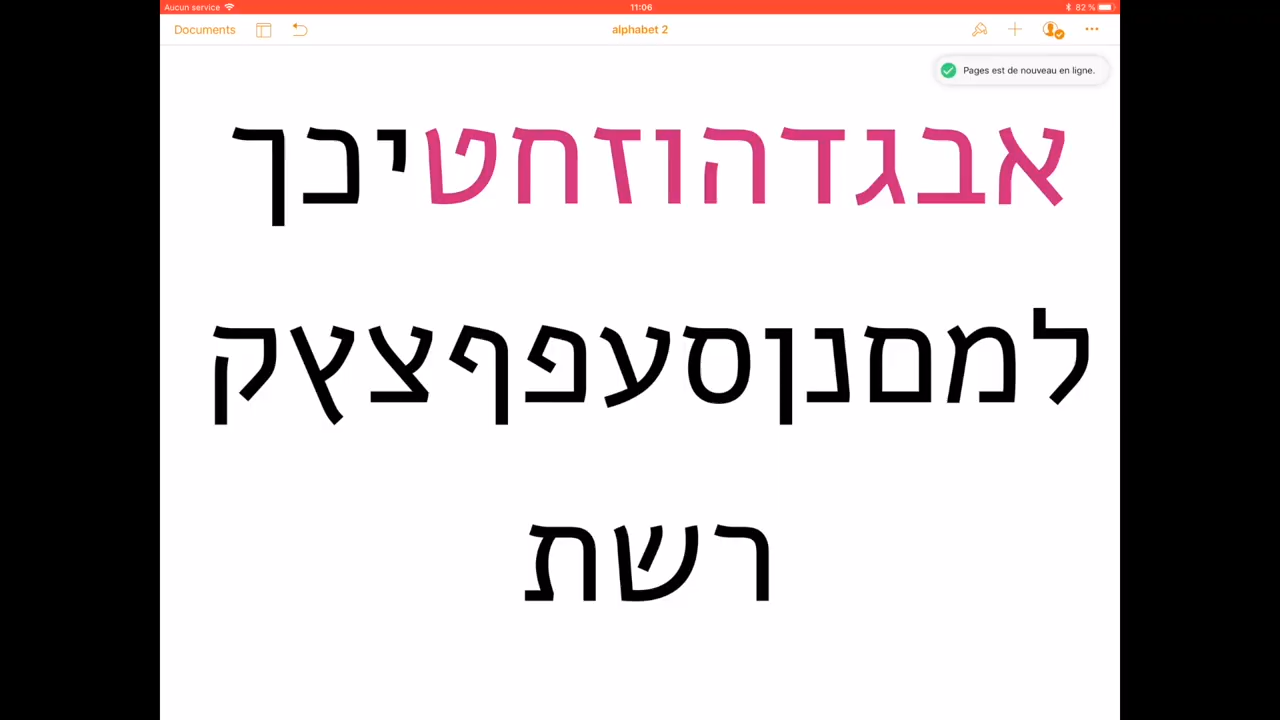 Aucun service 11:06 82 %
Documents alphabet 2
Pages est de nouveau en ligne.
אבגדהוזחטיכך
למםנןסעפףצץק
רשת